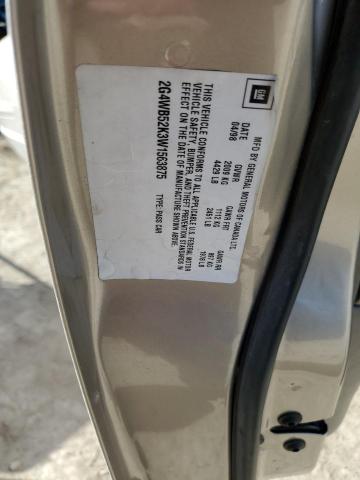 GM
MFD BY GENERAL MOTORS OF CANADA LTD.
DATE GVWR GAWR FRT GAWR RR
04/98 2009 KG 1112 KG 897 KG
4429 LB 2451 LB 1978 LB
THIS VEHICLE CONFORMS TO ALL APPLICABLE U.S. FEDERAL MOTOR
VEHICLE SAFETY, BUMPER, AND THEFT PREVENTION STANDARDS IN
EFFECT ON THE DATE OF MANUFACTURE SHOWN ABOVE.
2G4WB52K3W1563875 TYPE: PASS CAR